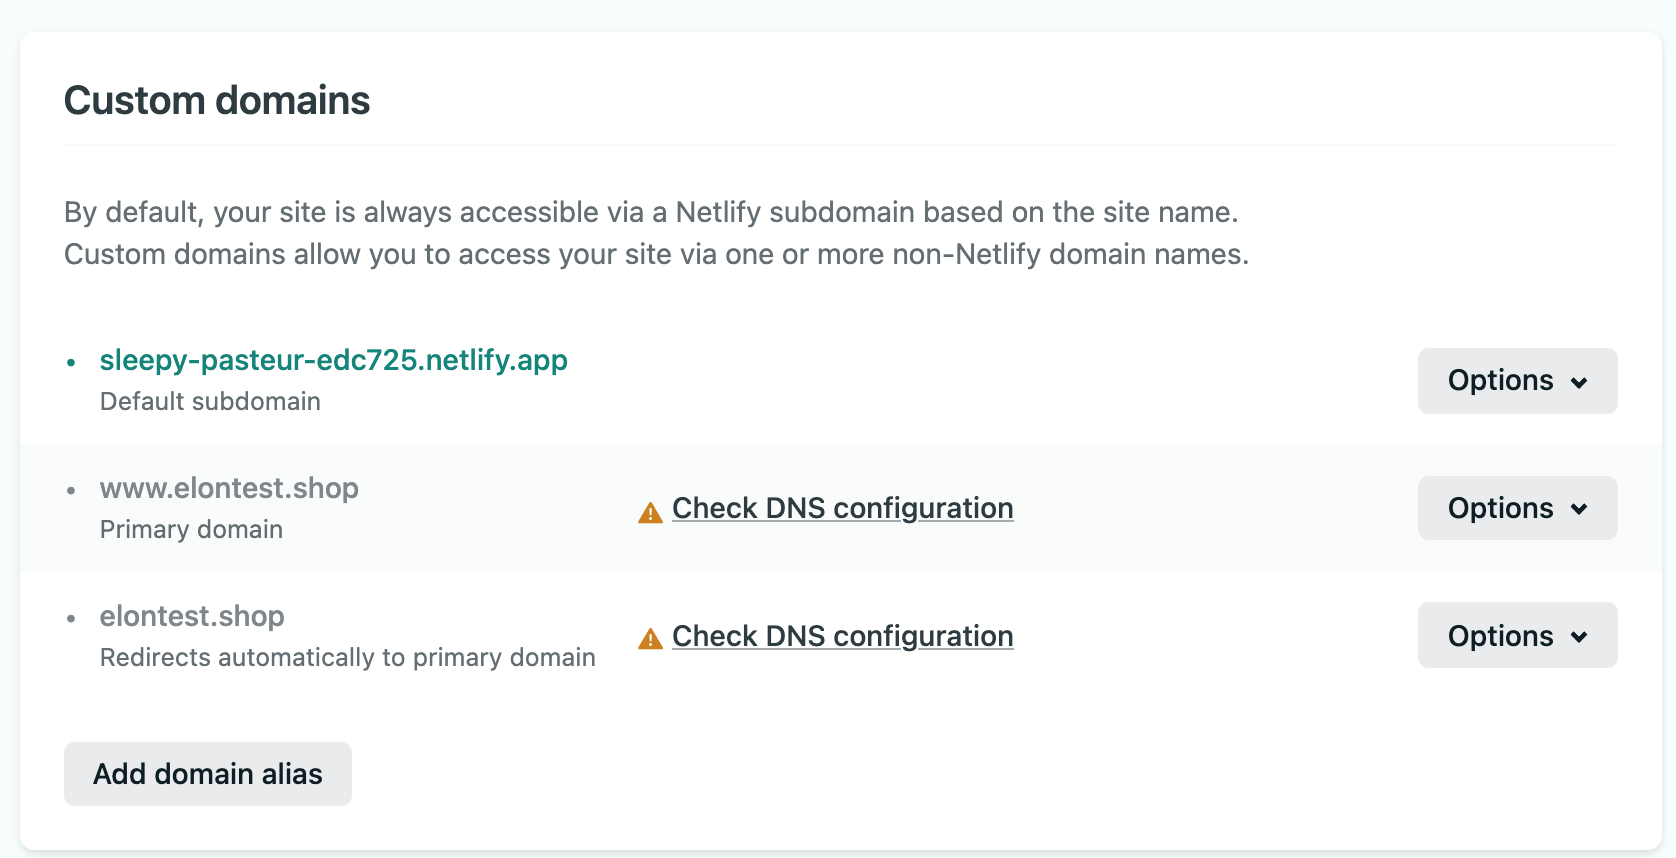 Custom domains
By default, your site is always accessible via a Netlify subdomain based on the site name.
Custom domains allow you to access your site via one or more non-Netlify domain names.
sleepy-pasteur-edc725.netlify.app
Default subdomain
Options
www.elontest.shop
Primary domain
Check DNS configuration
Options
elontest.shop
Redirects automatically to primary domain
Check DNS configuration
Options
Add domain alias